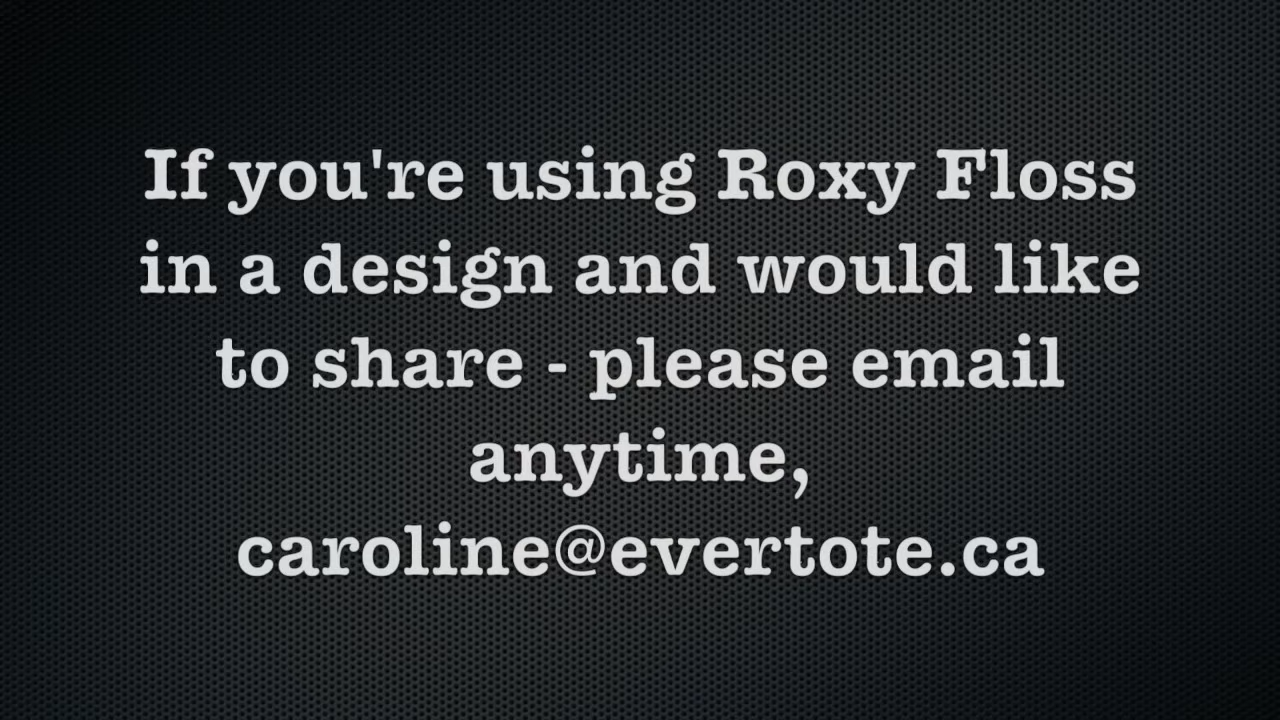 If you're using Roxy Floss
in a design and would like
to share - please email
anytime,
caroline@evertote.ca